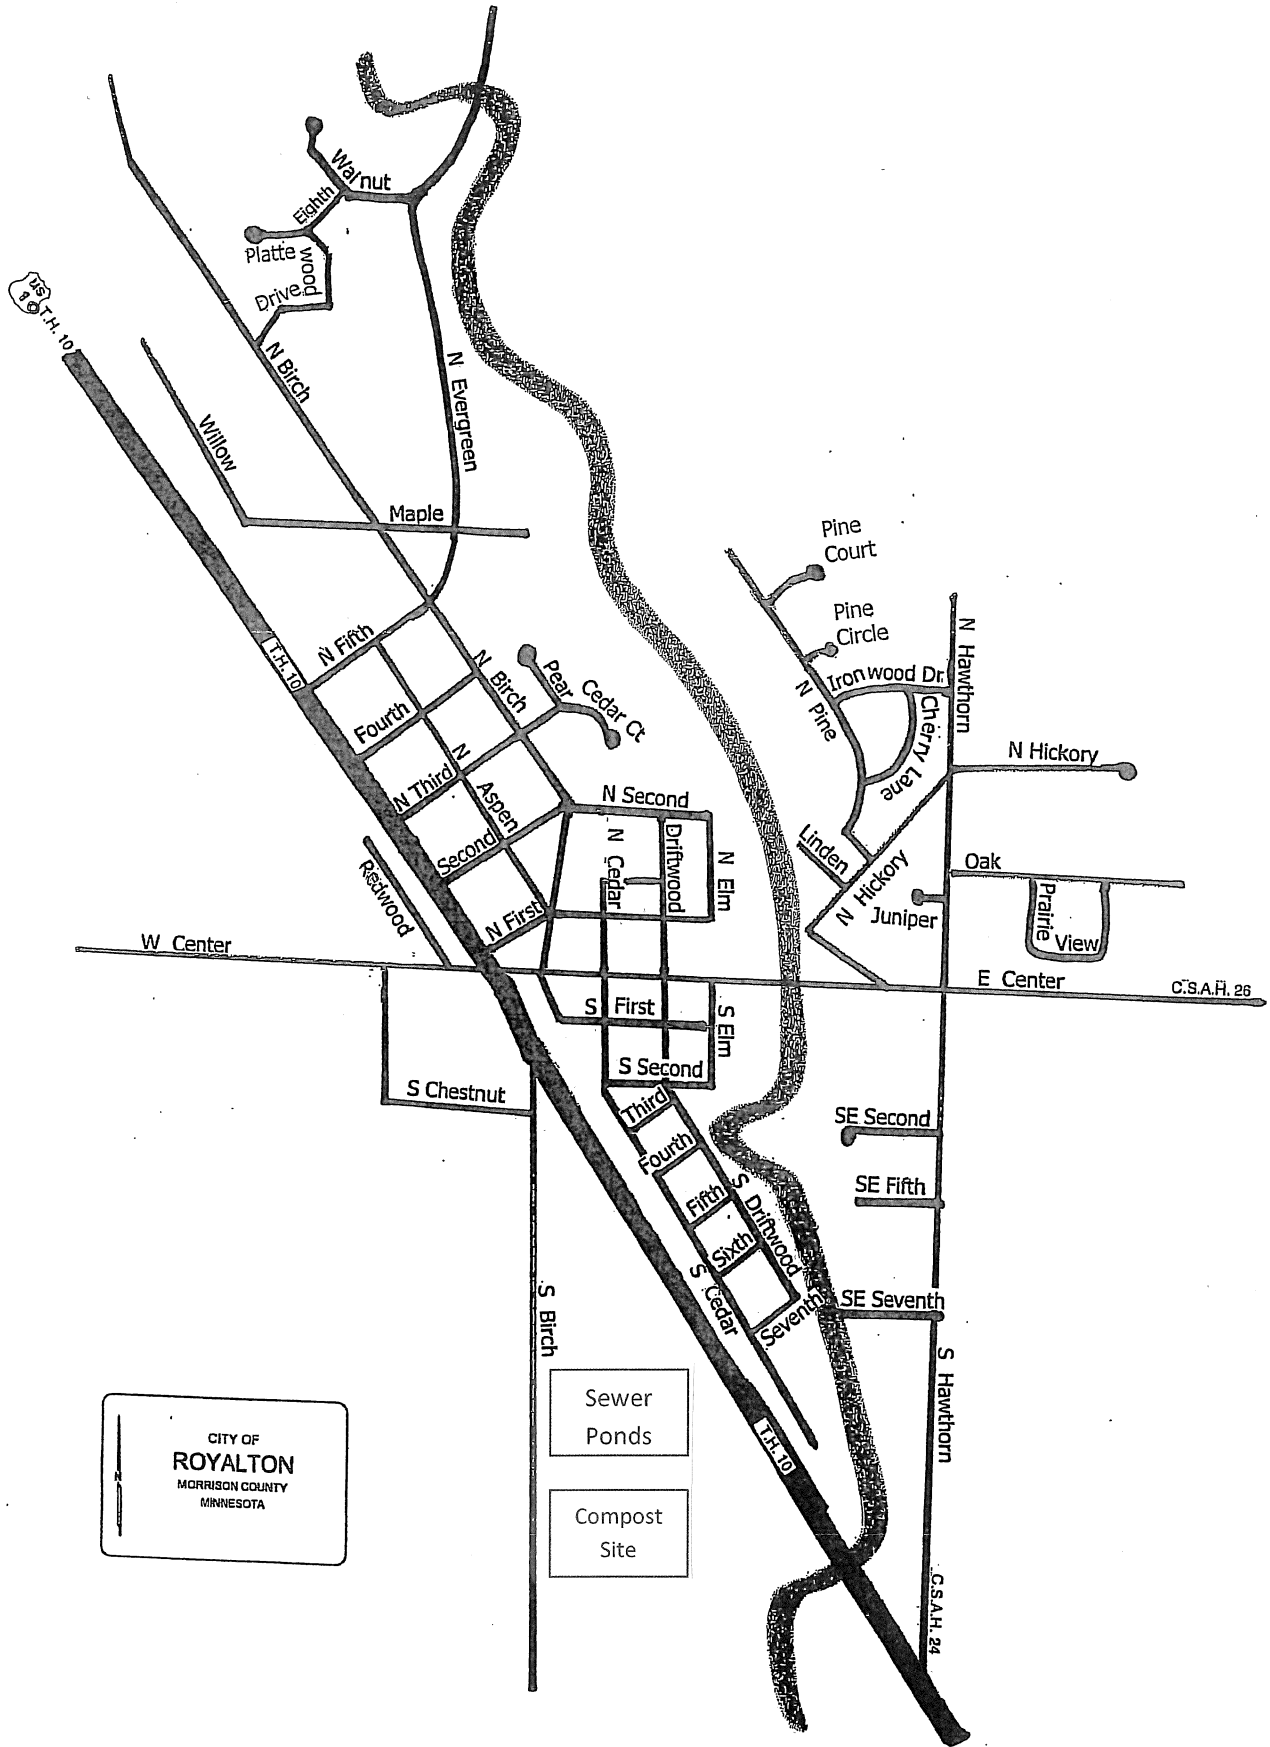 Walnut
Eighth
Platte
wood
Drive
US
T.H. 10
N Birch
N Evergreen
Willow
Maple
Pine
Court
Pine
Circle
Ironwood Dr.
N Hawthorn
N Pine
Cherry Lane
N Hickory
T.H. 10
N Fifth
N Birch
Pear
Cedar Ct
Fourth
N Third
N Aspen
N Second
Second
N Cedar
Driftwood
N Elm
Linden
N Hickory
Oak
Juniper
Prairie
View
Redwood
N First
W Center
E Center
C.S.A.H. 26
S First
S Elm
S Second
S Chestnut
Third
Fourth
Fifth
Sixth
Seventh
S Driftwood
S Cedar
SE Second
SE Fifth
SE Seventh
S Birch
S Hawthorn
Sewer
Ponds
Compost
Site
T.H. 10
C.S.A.H. 24
N
CITY OF
ROYALTON
MORRISON COUNTY
MINNESOTA